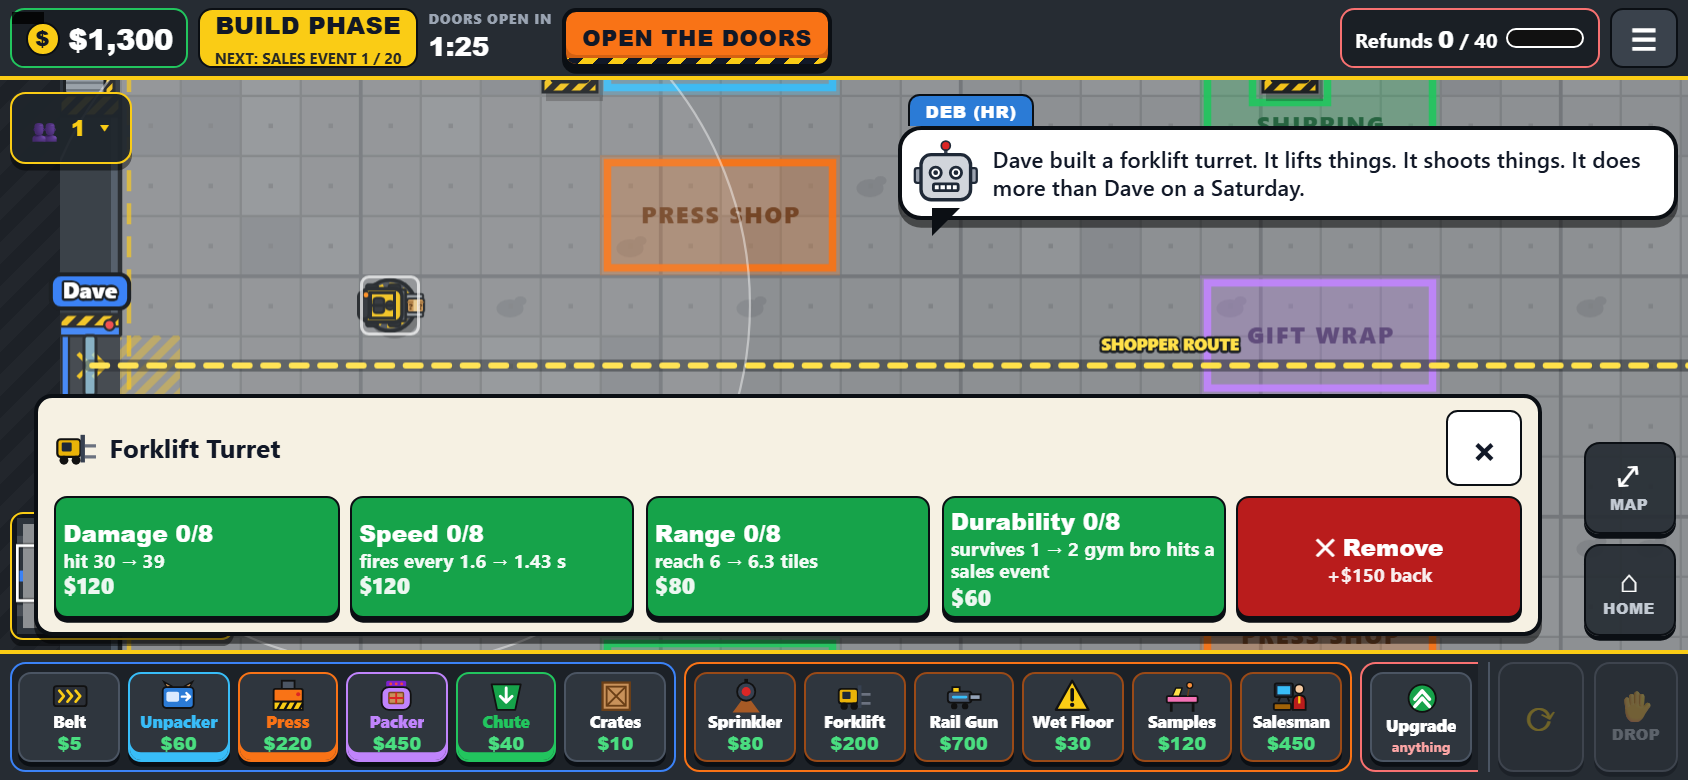 $1,300
BUILD PHASE
NEXT: SALES EVENT 1 / 20
DOORS OPEN IN
1:25
OPEN THE DOORS
Refunds 0 / 40
1
DEB (HR)
Dave built a forklift turret. It lifts things. It shoots things. It does
more than Dave on a Saturday.
SHIPPING
PRESS SHOP
Dave
SHOPPER ROUTE
GIFT WRAP
Forklift Turret
×
Damage 0/8
hit 30 → 39
$120
Speed 0/8
fires every 1.6 → 1.43 s
$120
Range 0/8
reach 6 → 6.3 tiles
$80
Durability 0/8
survives 1 → 2 gym bro hits a
sales event
$60
✕ Remove
+$150 back
MAP
HOME
PRESS SHOP
Belt
$5
Unpacker
$60
Press
$220
Packer
$450
Chute
$40
Crates
$10
Sprinkler
$80
Forklift
$200
Rail Gun
$700
Wet Floor
$30
Samples
$120
Salesman
$450
Upgrade
anything
DROP